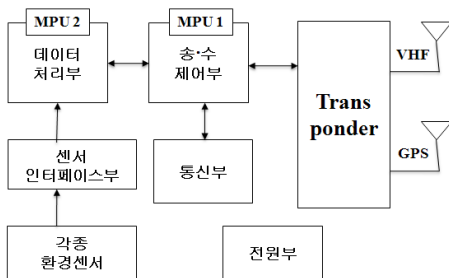 MPU 2
데이터
처리부
MPU 1
송·수
제어부
Trans
ponder
VHF
GPS
센서
인터페이스부
통신부
각종
환경센서
전원부